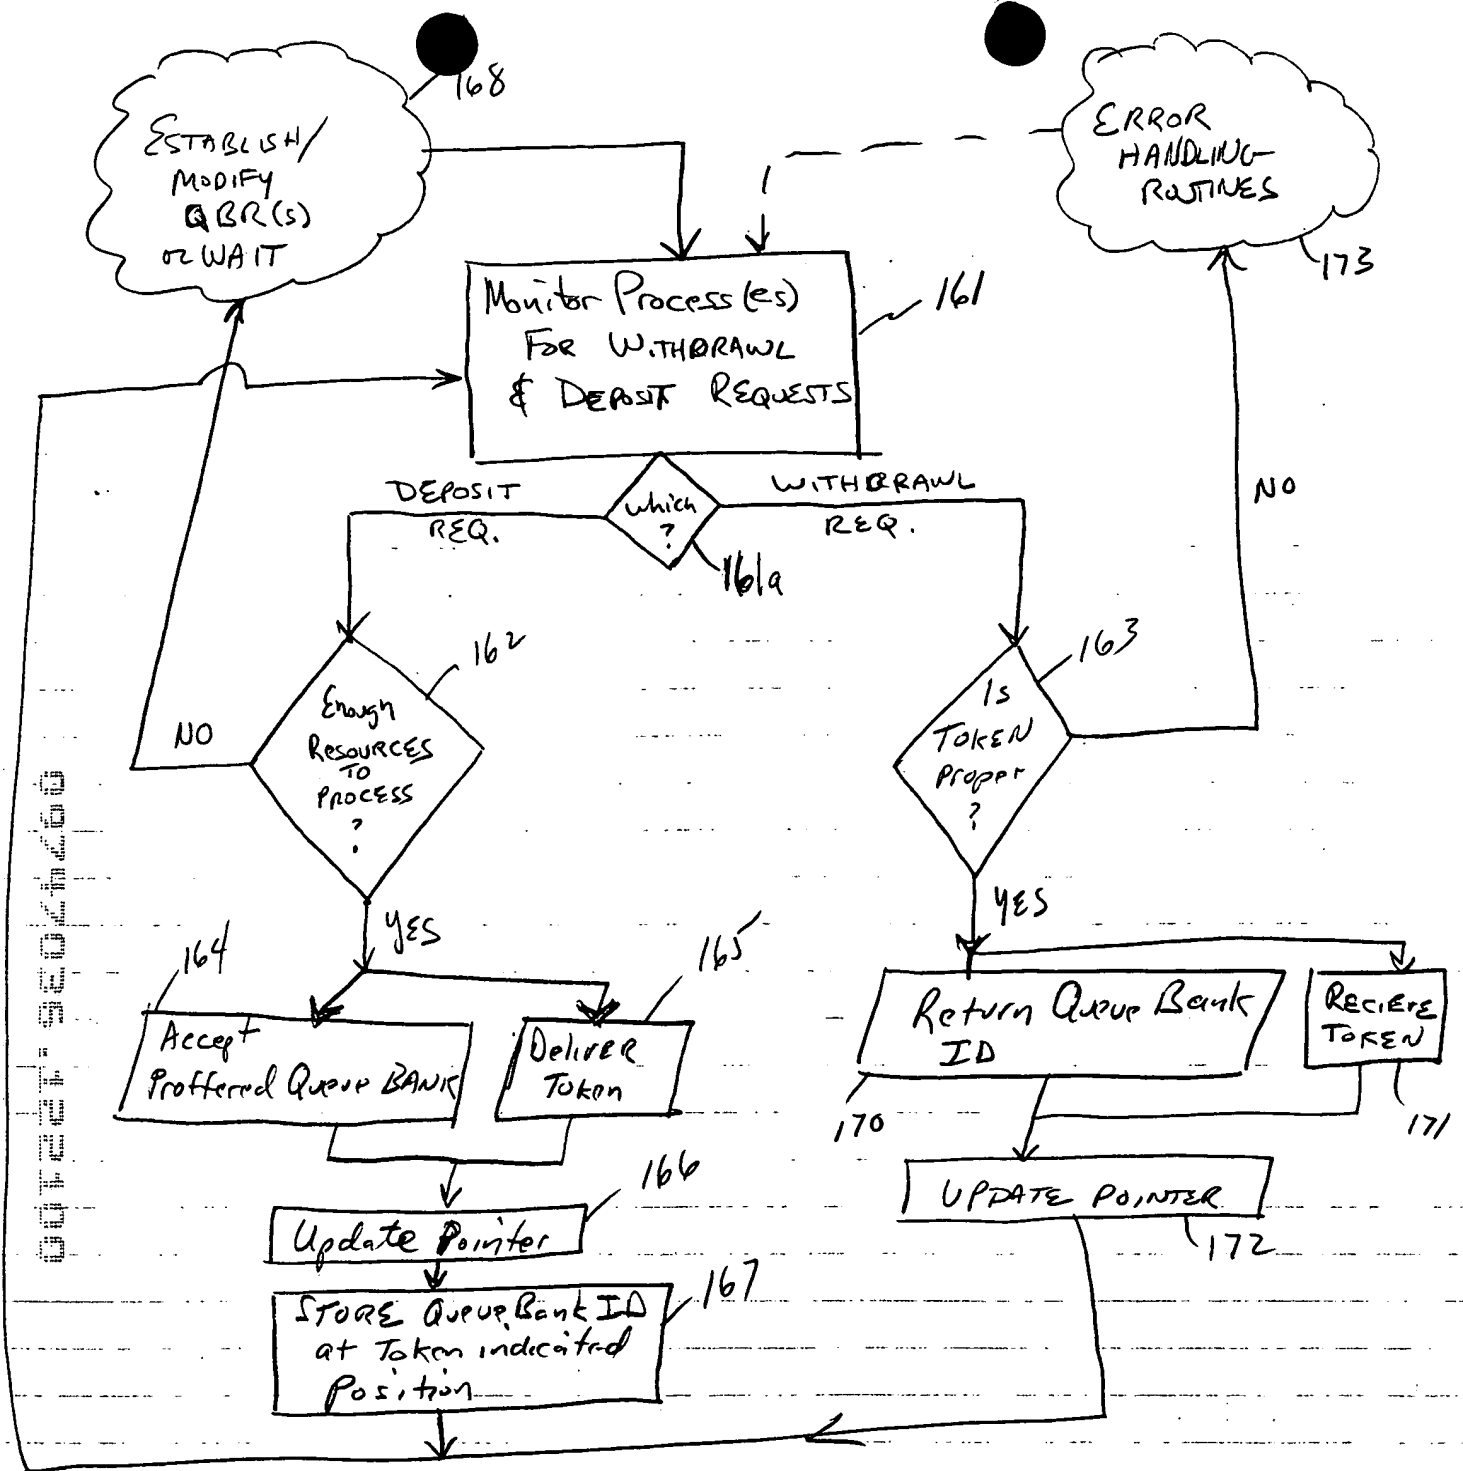 168
ESTABLISH/
MODIFY
QBR(s)
or WAIT
ERROR
HANDLING
ROUTINES
173
Monitor Process(es)
FOR WITHDRAWL
& DEPOSIT REQUESTS
161
DEPOSIT
REQ.
which
?
WITHDRAWL
REQ.
161a
NO
162
Enough
RESOURCES
TO
PROCESS
?
NO
163
Is
TOKEN
Proper
?
YES
YES
164
165
Accept
Proffered Queue BANK
Deliver
Token
Return Queue Bank
ID
RECIEVE
TOKEN
170
171
166
Update Pointer
UPDATE POINTER
172
167
STORE Queue Bank ID
at Token indicated
Position
09747035.122100